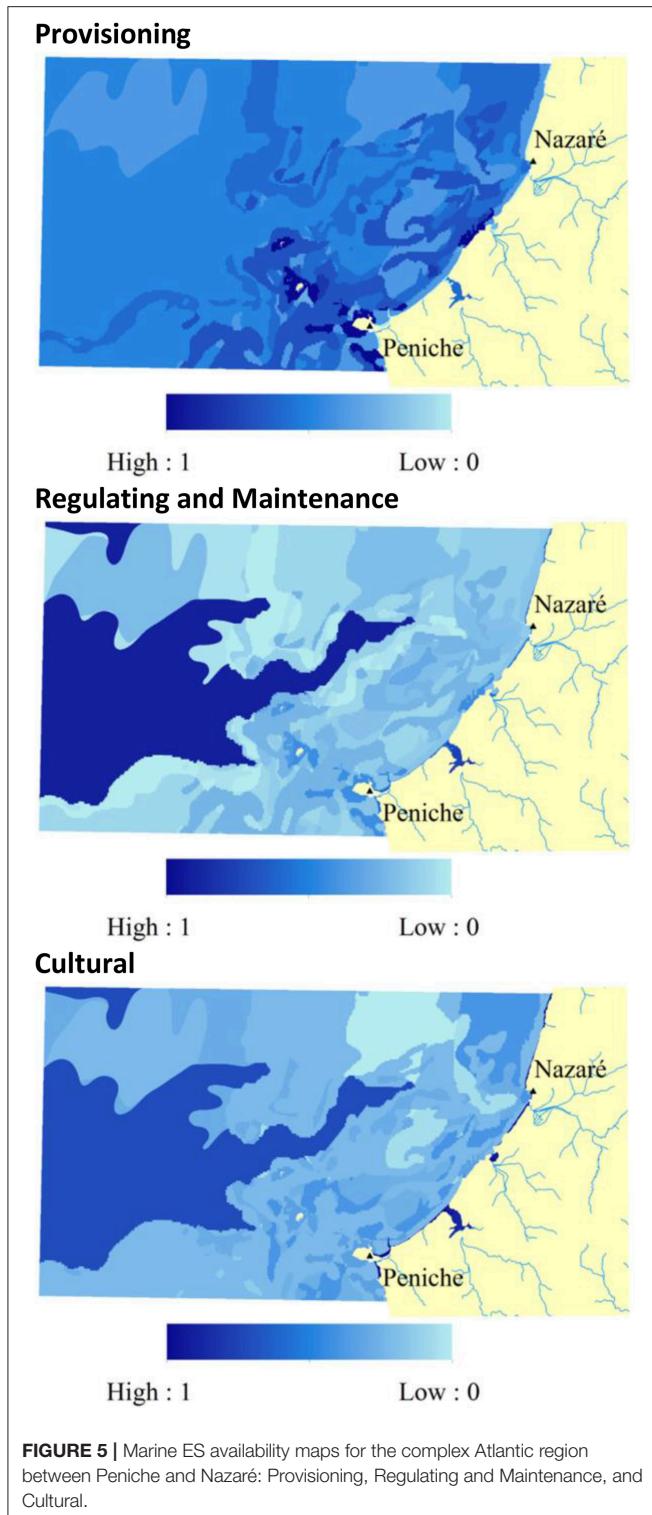 Provisioning
Nazaré
Peniche
High : 1 Low : 0
Regulating and Maintenance
Nazaré
Peniche
High : 1 Low : 0
Cultural
Nazaré
Peniche
High : 1 Low : 0
FIGURE 5 | Marine ES availability maps for the complex Atlantic region
between Peniche and Nazaré: Provisioning, Regulating and Maintenance, and
Cultural.